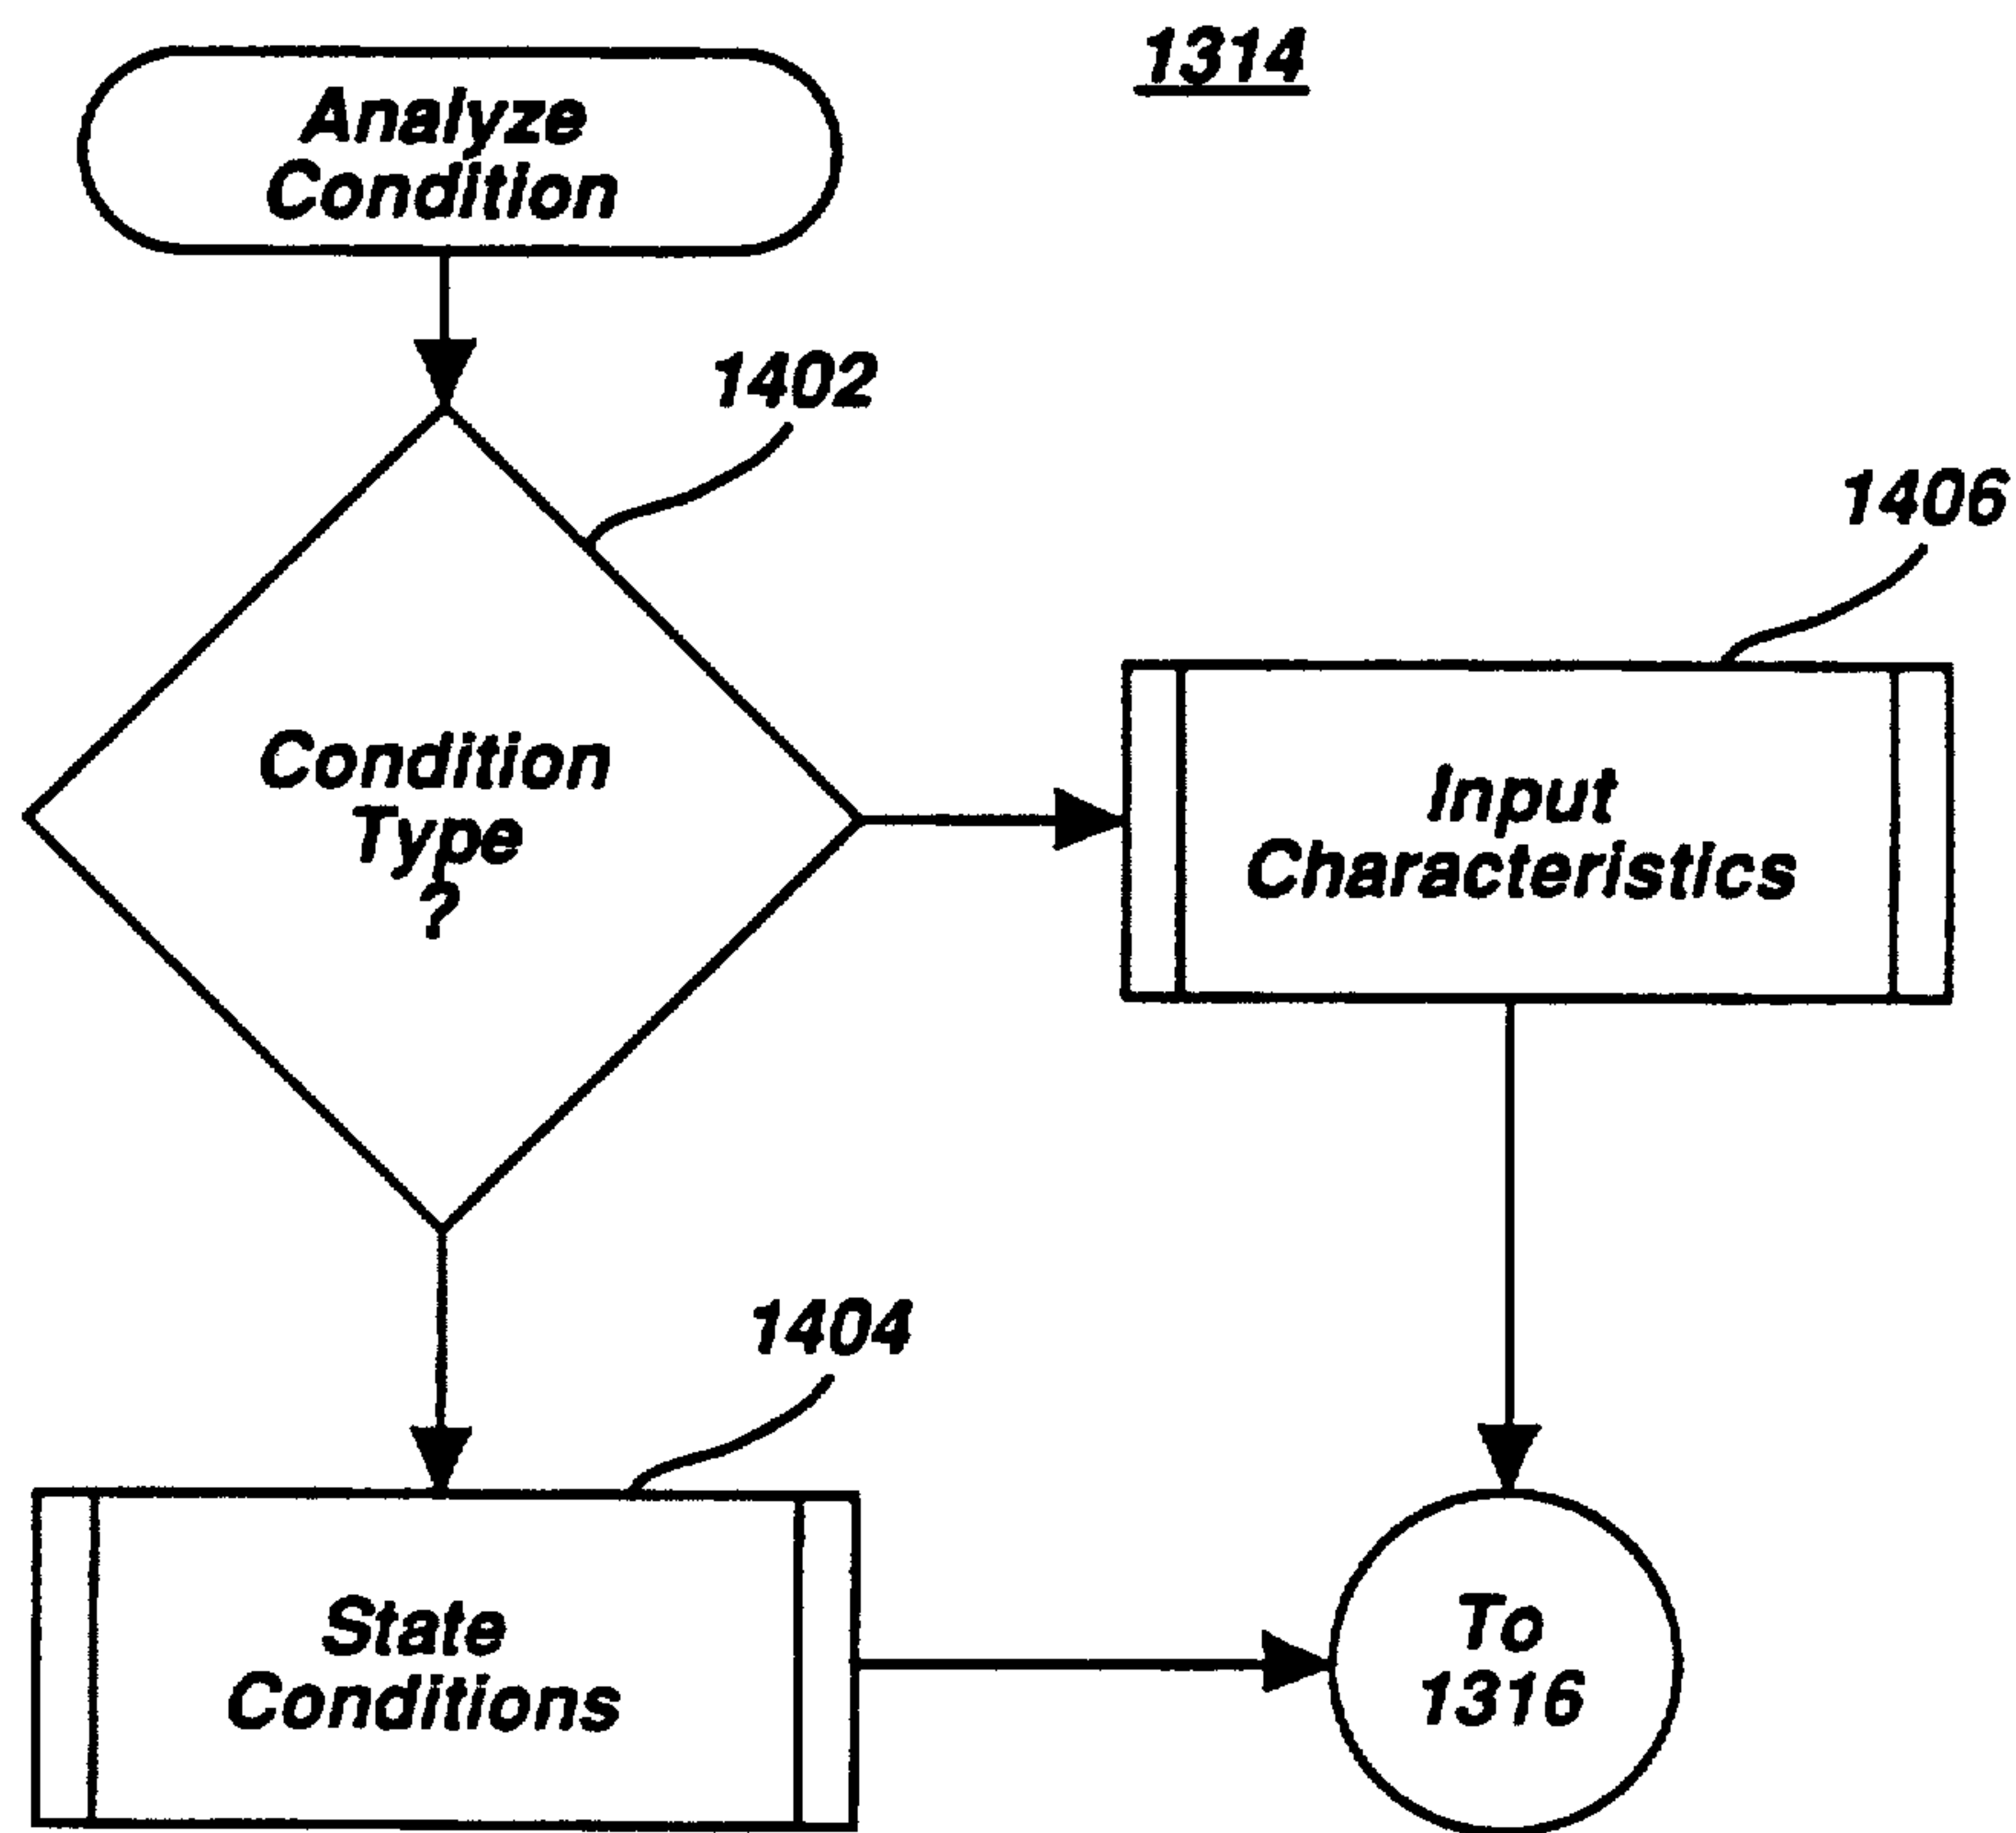 1314
Analyze
Condition
1402
1406
Condition
Type
?
Input
Characteristics
1404
State
Conditions
To
1316